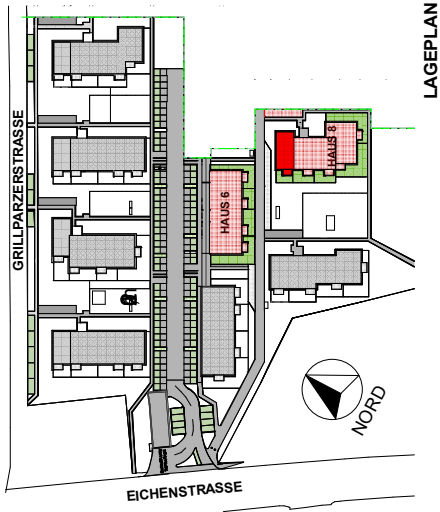 LAGEPLAN
GRILLPARZERSTRASSE
HAUS 8
HAUS 6
NORD
EICHENSTRASSE